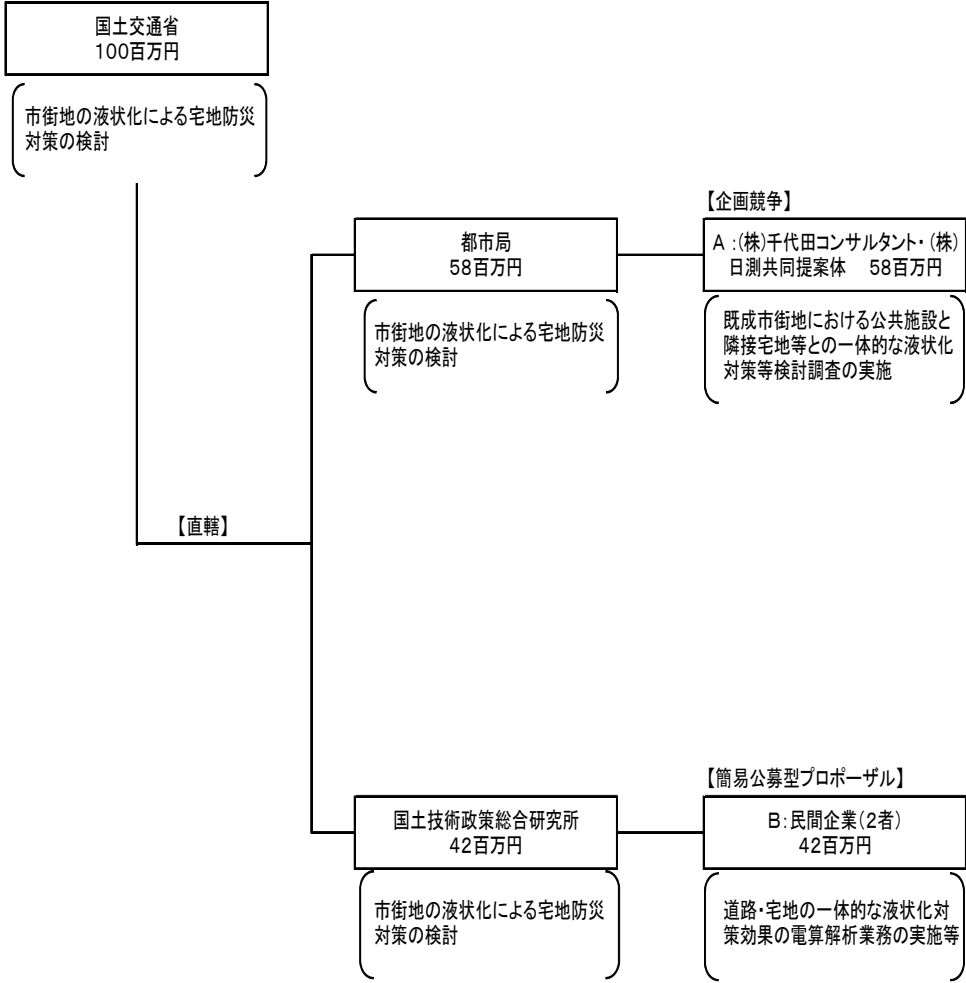 国土交通省
100百万円
市街地の液状化による宅地防災
対策の検討
【直轄】
都市局
58百万円
市街地の液状化による宅地防災
対策の検討
【企画競争】
A:(株)千代田コンサルタント・(株)
日測共同提案体 58百万円
既成市街地における公共施設と
隣接宅地等との一体的な液状化
対策等検討調査の実施
国土技術政策総合研究所
42百万円
市街地の液状化による宅地防災
対策の検討
【簡易公募型プロポーザル】
B:民間企業(2者)
42百万円
道路・宅地の一体的な液状化対
策効果の電算解析業務の実施等